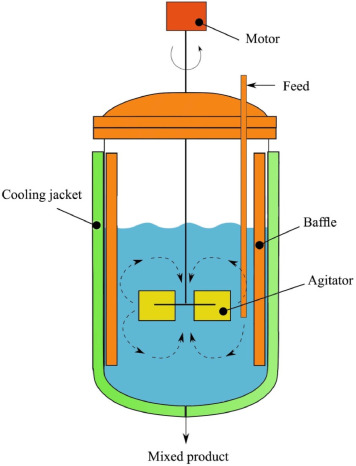 Motor
Feed
Cooling jacket
Baffle
Agitator
Mixed product